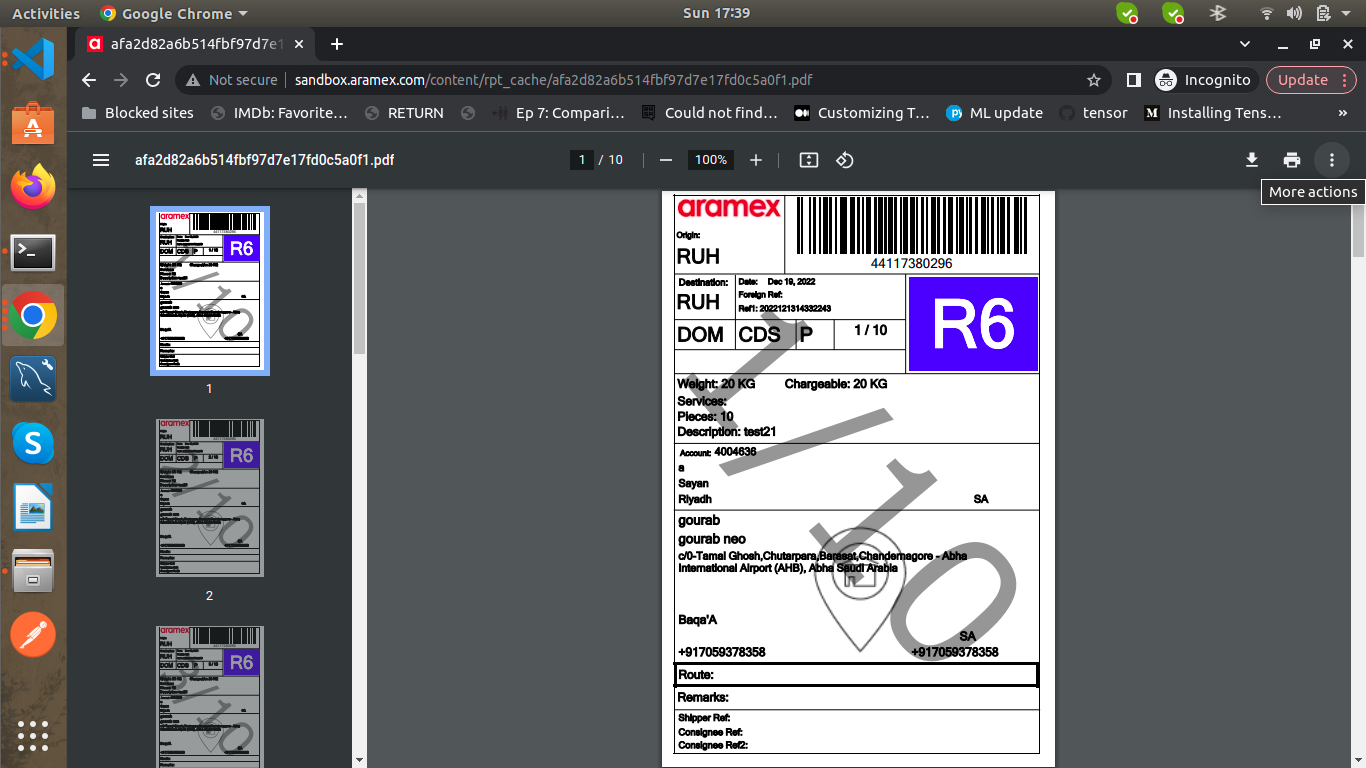 Activities
Google Chrome
Sun 17:39
afa2d82a6b514fbf97d7e1
Not secure
sandbox.aramex.com/content/rpt_cache/afa2d82a6b514fbf97d7e17fd0c5a0f1.pdf
Incognito
Update
Blocked sites
IMDb: Favorite…
RETURN
Ep 7: Compari…
Could not find…
Customizing T…
ML update
tensor
Installing Tens…
»
afa2d82a6b514fbf97d7e17fd0c5a0f1.pdf
1 / 10
100%
More actions
1
2
aramex
44117380296
Origin:
RUH
Destination:
RUH
Date: Dec 19, 2022
Foreign Ref:
Ref1: 2022121314332243
R6
DOM CDS P 1 / 10
Weight: 20 KG Chargeable: 20 KG
Services:
Pieces: 10
Description: test21
Account: 4004636
a
Sayan
Riyadh SA
gourab
gourab neo
c/0-Tamal Ghosh,Chutarpara,Barasat,Chandernagore - Abha
International Airport (AHB), Abha Saudi Arabia
Baqa'A
SA
+917059378358 +917059378358
Route:
Remarks:
Shipper Ref:
Consignee Ref:
Consignee Ref2:
1/10